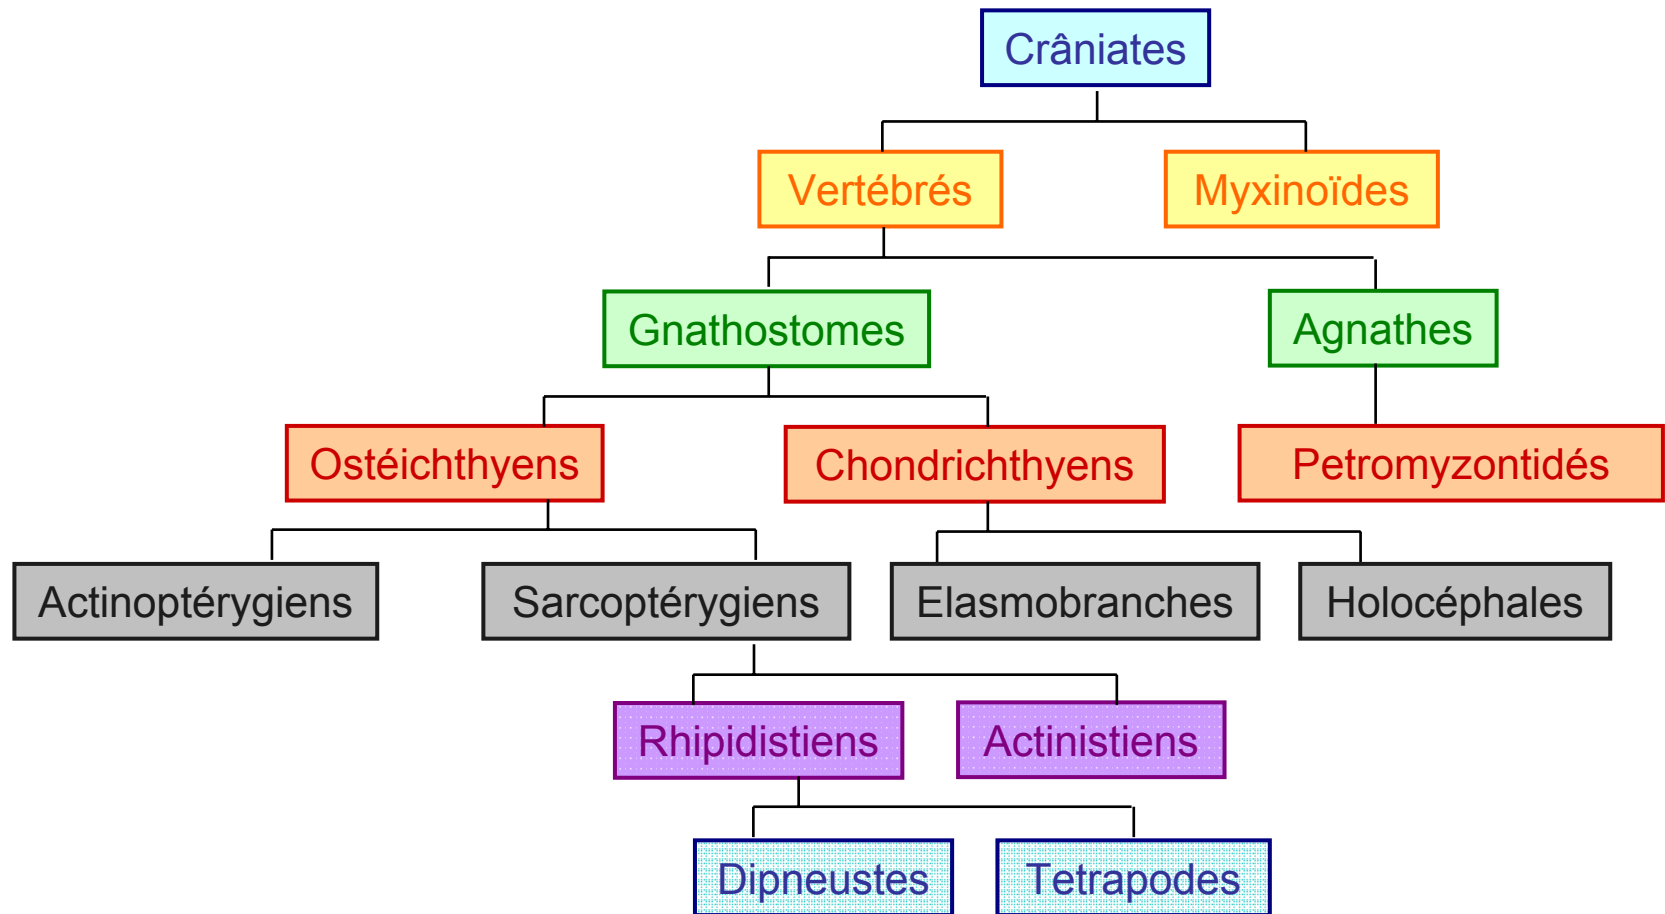 Crâniates
Vertébrés
Myxinoïdes
Gnathostomes
Agnathes
Ostéichthyens
Chondrichthyens
Petromyzontidés
Actinoptérygiens
Sarcoptérygiens
Elasmobranches
Holocéphales
Rhipidistiens
Actinistiens
Dipneustes
Tetrapodes